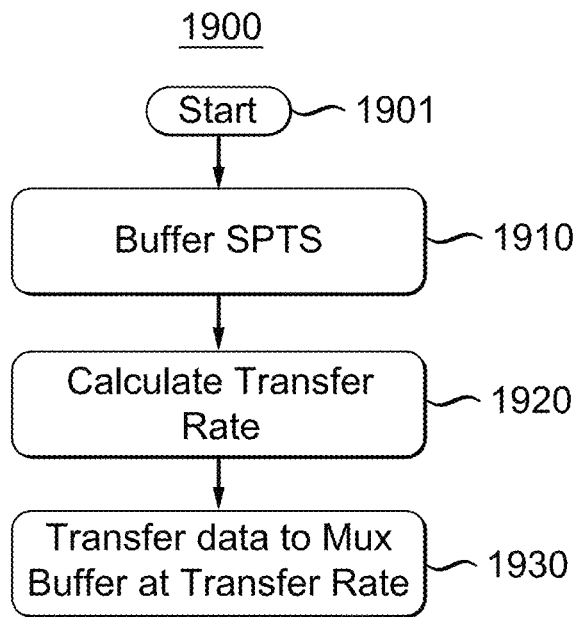 1900
Start
1901
Buffer SPTS
1910
Calculate Transfer
Rate
1920
Transfer data to Mux
Buffer at Transfer Rate
1930